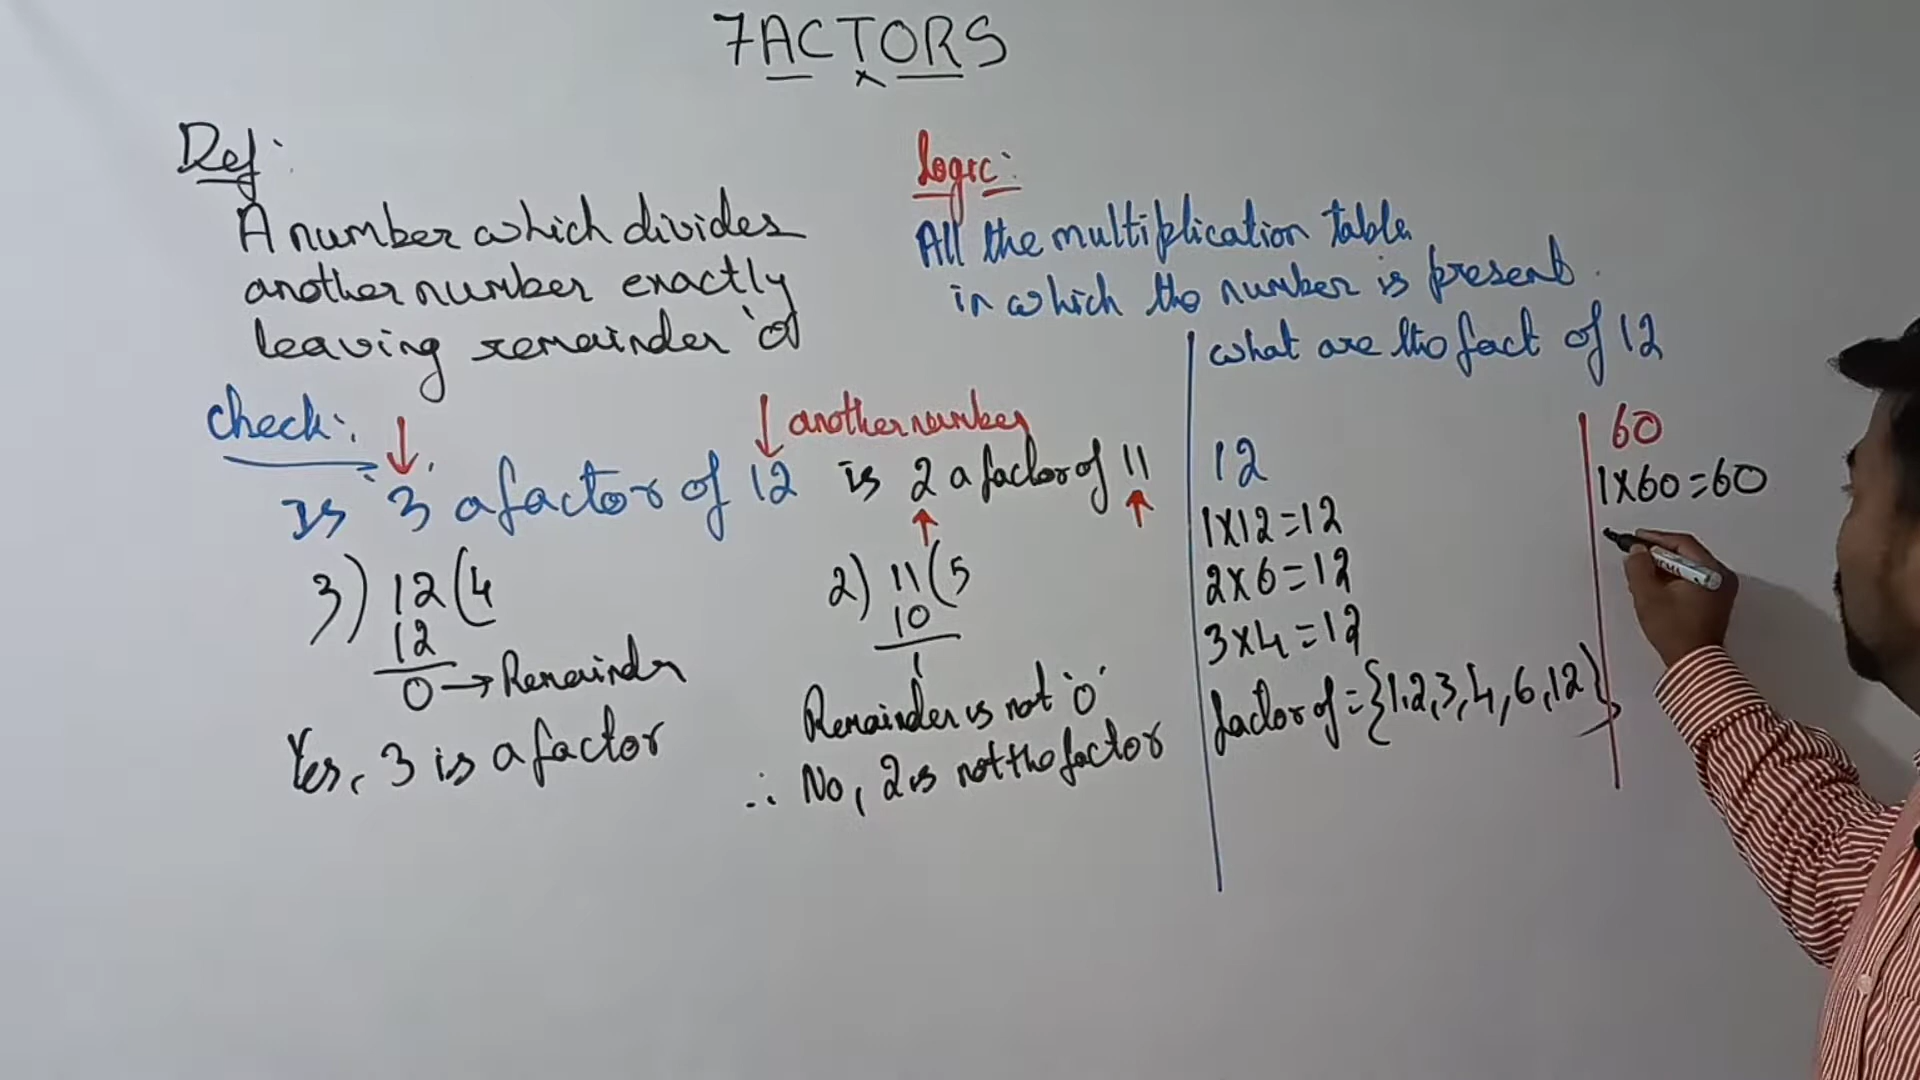 FACTORS
Def:
A number which divides
another number exactly
leaving remainder '0'
Logic:
All the multiplication table
in which the number is present.
what are the fact of 12
check:
another number
Is 3 a factor of 12
3) 12 (4
12
0 → Remainder
Yes, 3 is a factor
is 2 a factor of 11
2) 11 (5
10
1
Remainder is not '0'
∴ No, 2 is not the factor
12
1x12=12
2x6=12
3x4=12
factor of = {1,2,3,4,6,12}
60
1x60=60